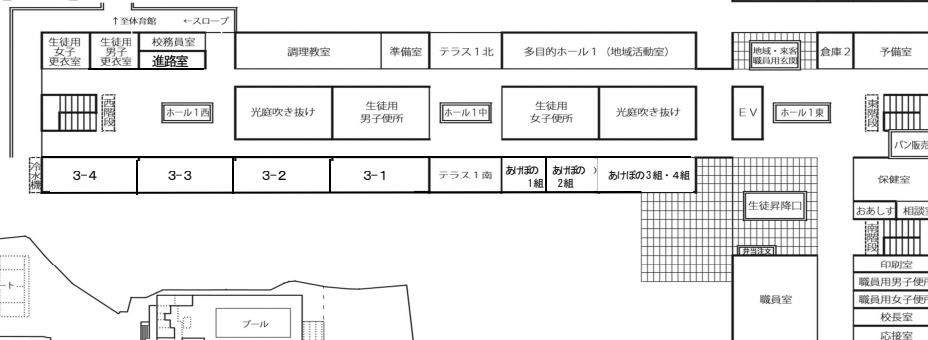 ↑至体育館 ←スロープ
生徒用
女子
更衣室
生徒用
男子
更衣室
校務員室
進路室
調理教室
準備室
テラス1北
多目的ホール1（地域活動室）
地域・来客
職員用玄関
倉庫2
予備室
西階段
ホール1西
光庭吹き抜け
生徒用
男子便所
ホール1中
生徒用
女子便所
光庭吹き抜け
EV
ホール1東
東階段
パン販売
冷水機
3-4
3-3
3-2
3-1
テラス1南
あけぼの
1組
あけぼの
2組
あけぼの3組・4組
生徒昇降口
保健室
おあしす
相談室
南階段
弁当注文
職員室
印刷室
職員用男子便所
職員用女子便所
校長室
応接室
ート
プール